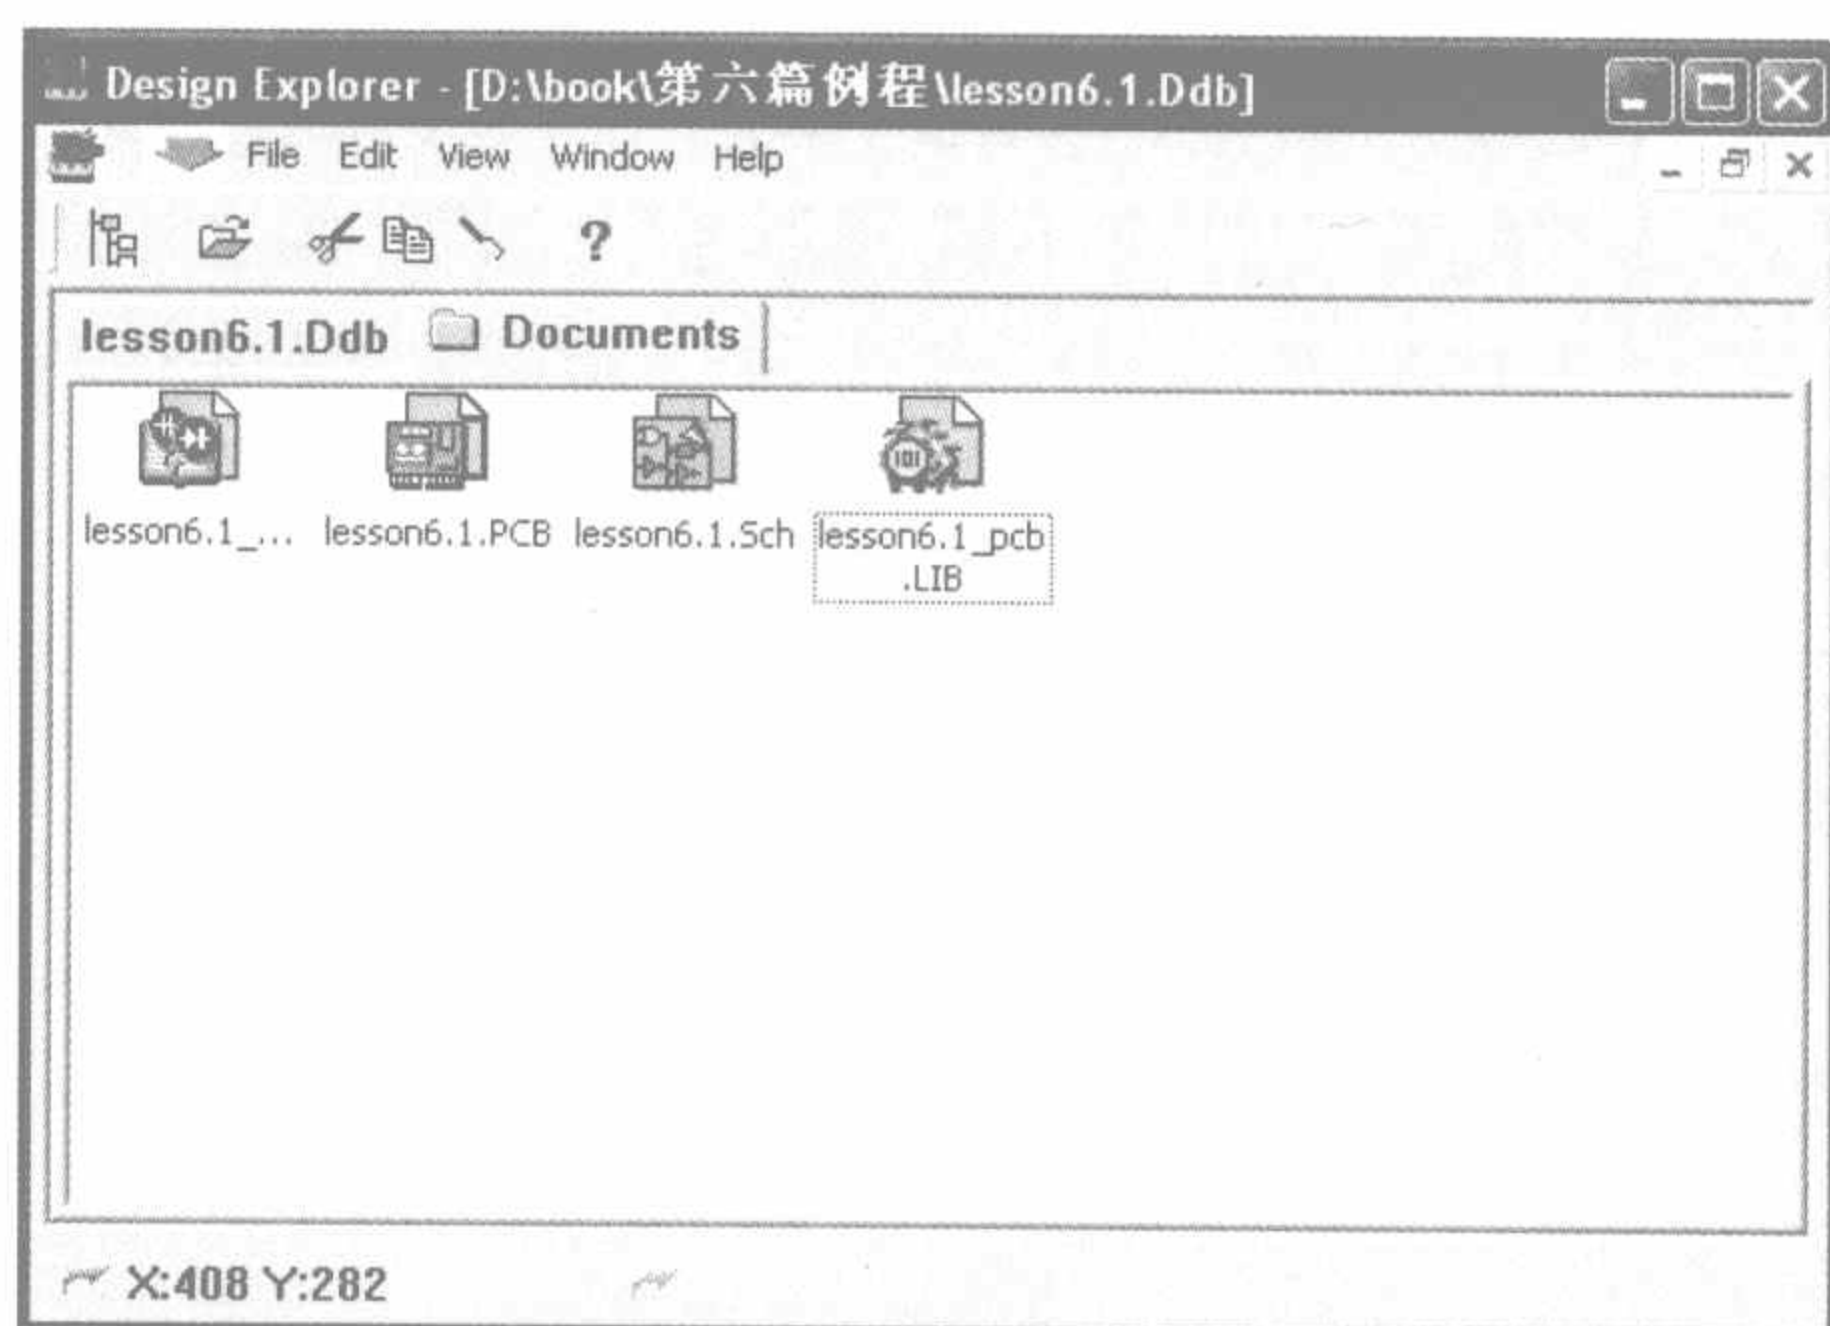 Design Explorer - [D:\book\第六篇例程\lesson6.1.Ddb]
File Edit View Window Help
?
lesson6.1.Ddb Documents
lesson6.1_... lesson6.1.PCB lesson6.1.Sch lesson6.1_pcb
.LIB
X:408 Y:282